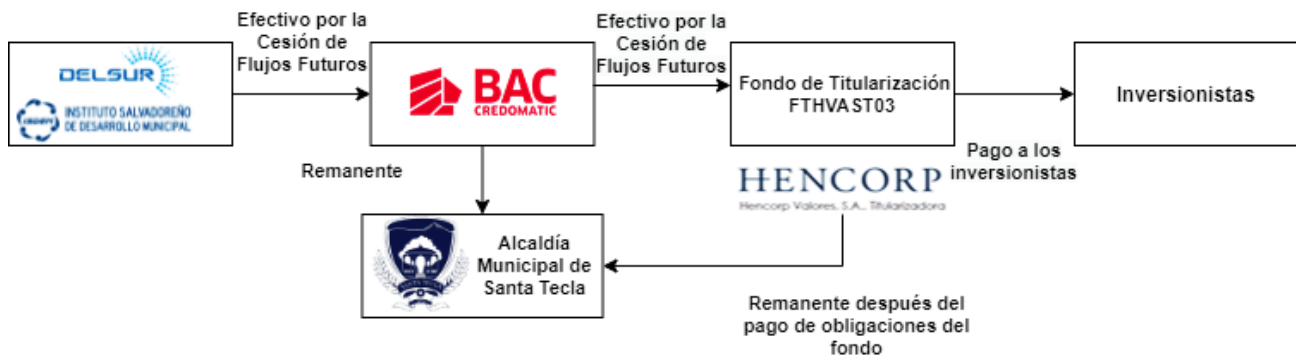 Efectivo por la
Cesión de
Flujos Futuros
Efectivo por la
Cesión de
Flujos Futuros
DELSUR
INSTITUTO SALVADOREÑO
DE DESARROLLO MUNICIPAL
BAC
CREDOMATIC
Fondo de Titularización
FTHVAST03
Inversionistas
Remanente
Pago a los
inversionistas
HENCORP
Hencorp Valores, S.A., Titularizadora
SANTA TECLA
Alcaldía
Municipal de
Santa Tecla
Remanente después del
pago de obligaciones del
fondo